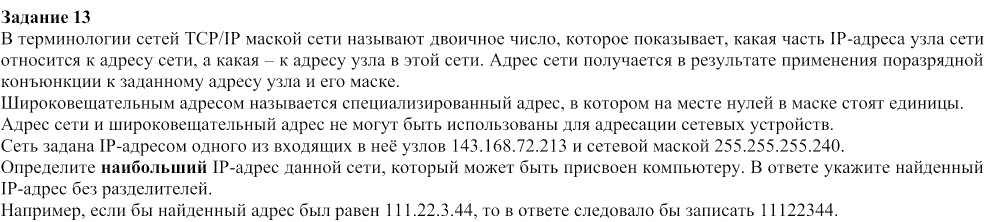 Задание 13
В терминологии сетей TCP/IP маской сети называют двоичное число, которое показывает, какая часть IP-адреса узла сети
относится к адресу сети, а какая – к адресу узла в этой сети. Адрес сети получается в результате применения поразрядной
конъюнкции к заданному адресу узла и его маске.
Широковещательным адресом называется специализированный адрес, в котором на месте нулей в маске стоят единицы.
Адрес сети и широковещательный адрес не могут быть использованы для адресации сетевых устройств.
Сеть задана IP-адресом одного из входящих в неё узлов 143.168.72.213 и сетевой маской 255.255.255.240.
Определите наибольший IP-адрес данной сети, который может быть присвоен компьютеру. В ответе укажите найденный
IP-адрес без разделителей.
Например, если бы найденный адрес был равен 111.22.3.44, то в ответе следовало бы записать 11122344.